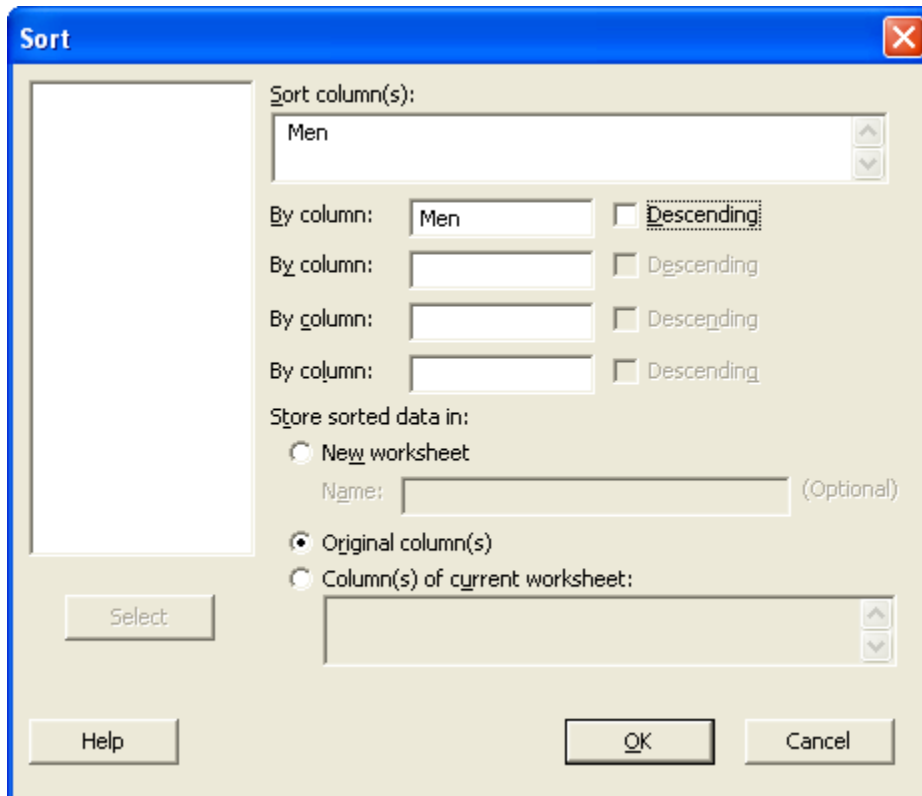 Sort
Sort column(s):
Men
By column: Men Descending
By column: Descending
By column: Descending
By column: Descending
Store sorted data in:
New worksheet
Name: (Optional)
Original column(s)
Column(s) of current worksheet:
Select
Help OK Cancel